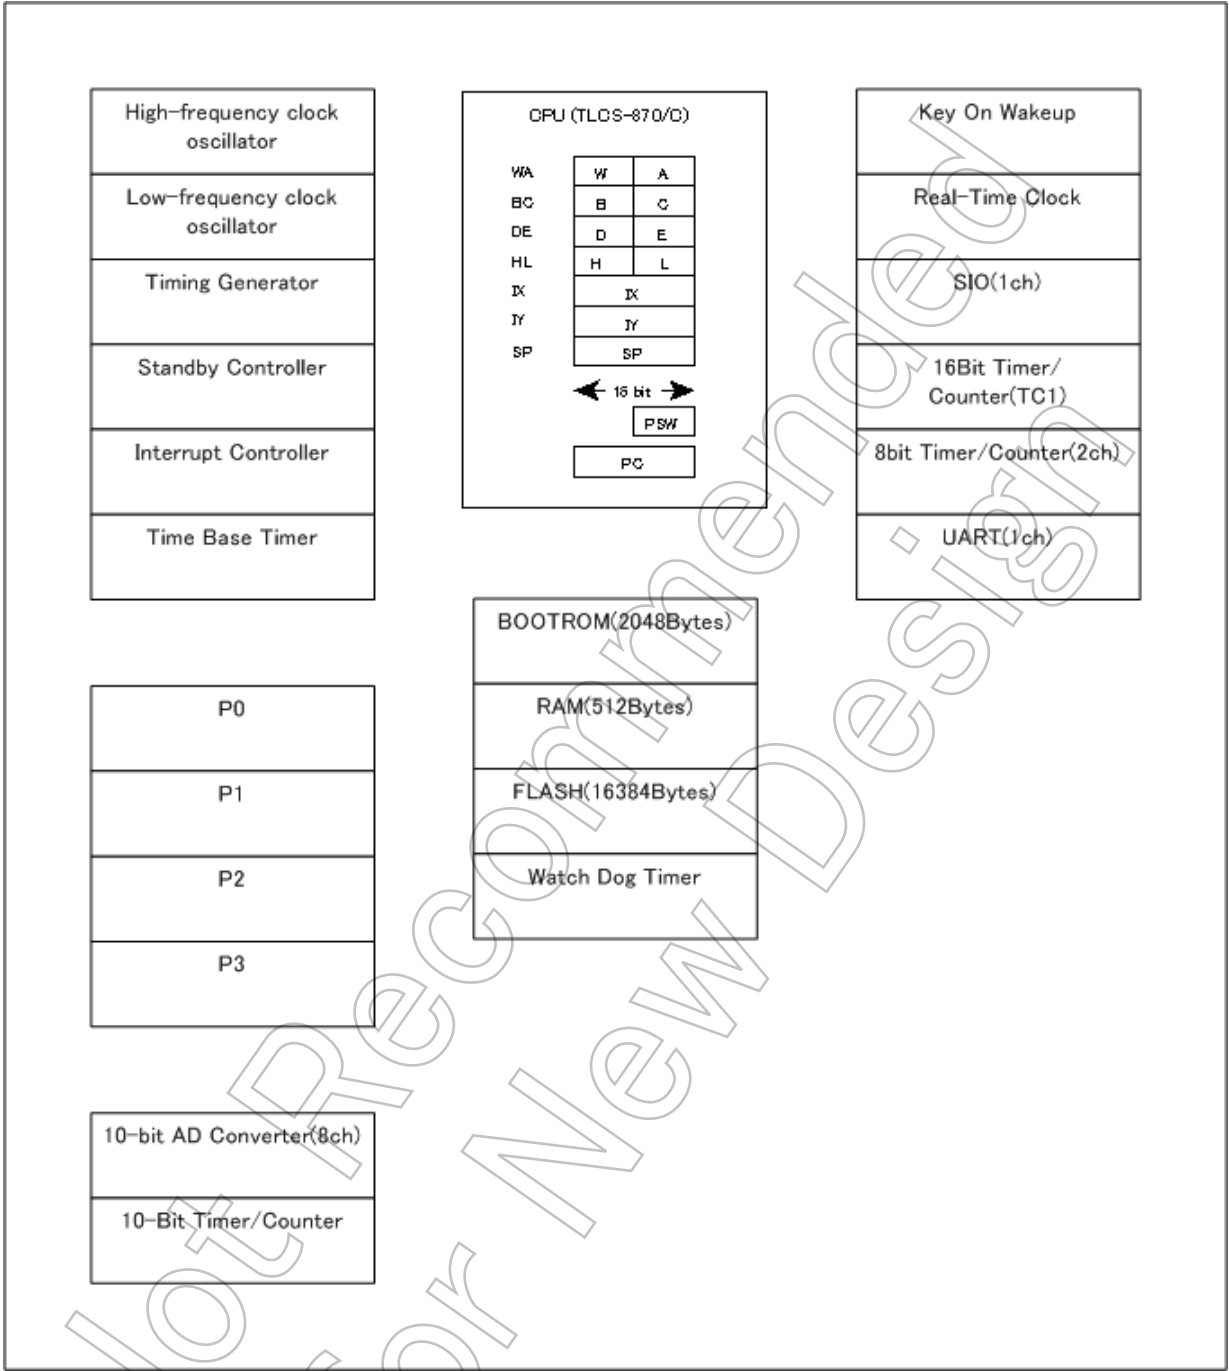 High-frequency clock
oscillator
Low-frequency clock
oscillator
Timing Generator
Standby Controller
Interrupt Controller
Time Base Timer
P0
P1
P2
P3
10-bit AD Converter(8ch)
10-Bit Timer/Counter
CPU (TLCS-870/C)
WA W A
BC B C
DE D E
HL H L
IX IX
IY IY
SP SP
16 bit
PSW
PC
BOOTROM(2048Bytes)
RAM(512Bytes)
FLASH(16384Bytes)
Watch Dog Timer
Key On Wakeup
Real-Time Clock
SIO(1ch)
16Bit Timer/
Counter(TC1)
8bit Timer/Counter(2ch)
UART(1ch)
Not Recommended
for New Design